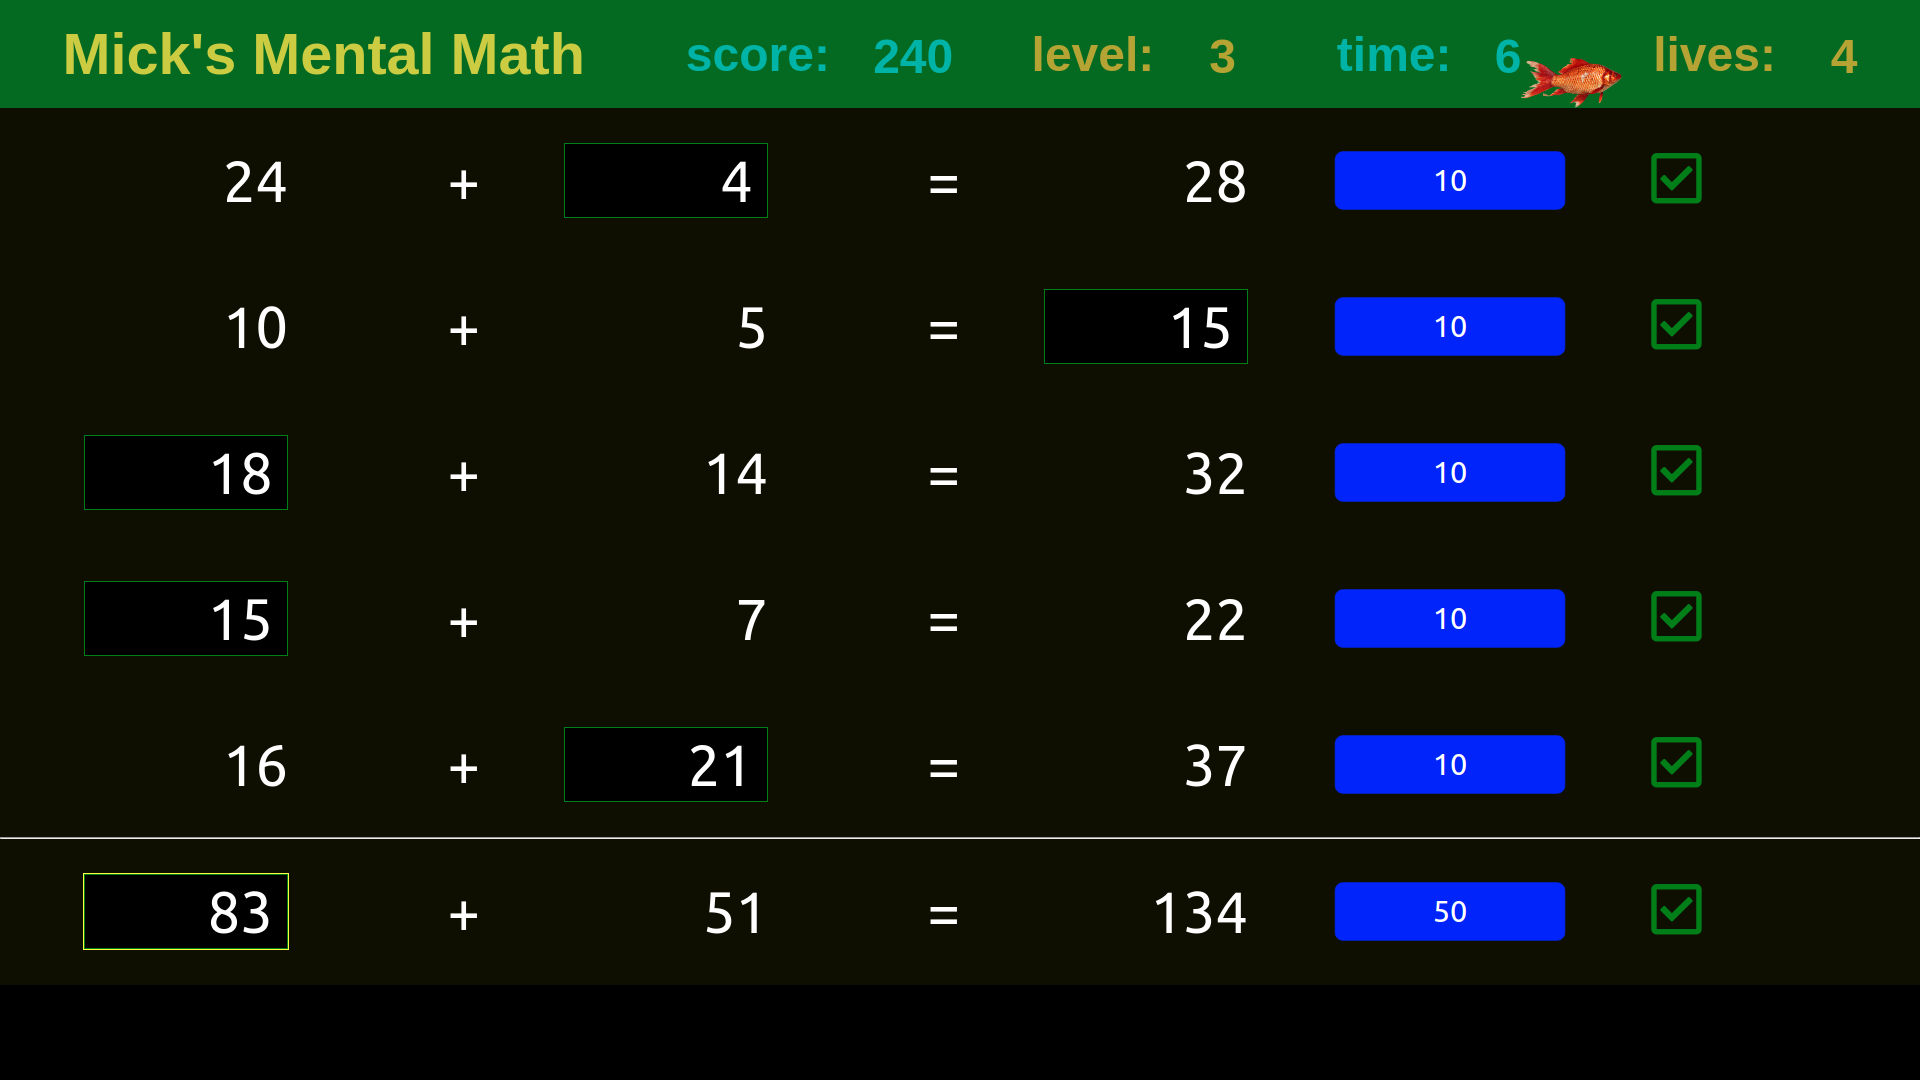 Mick's Mental Math score: 240 level: 3 time: 6 lives: 4
24 + 4 = 28 10
10 + 5 = 15 10
18 + 14 = 32 10
15 + 7 = 22 10
16 + 21 = 37 10
83 + 51 = 134 50